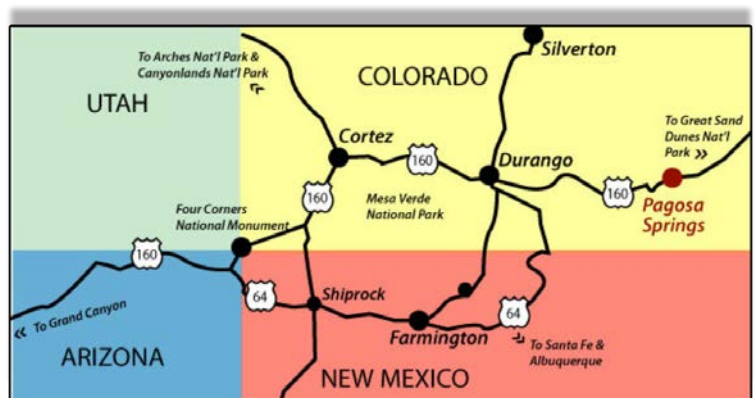 To Arches Nat'l Park &
Canyonlands Nat'l Park
Silverton
COLORADO
UTAH
To Great Sand
Dunes Nat'l
Park
Cortez
160
Durango
160
160
Pagosa
Springs
Mesa Verde
National Park
Four Corners
National Monument
160
64
Shiprock
64
To Grand Canyon
Farmington
To Santa Fe &
Albuquerque
ARIZONA
NEW MEXICO